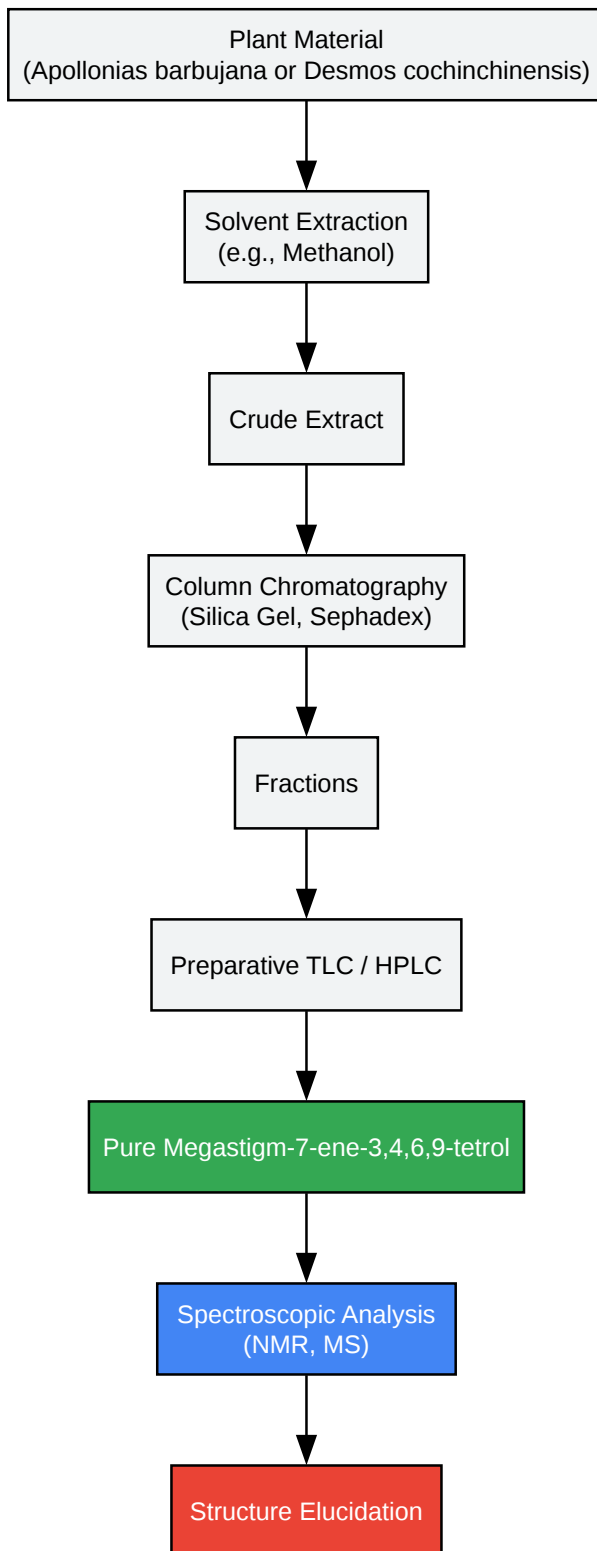 Plant Material
(Apollonias barbujana or Desmos cochinchinensis)
Solvent Extraction
(e.g., Methanol)
Crude Extract
Column Chromatography
(Silica Gel, Sephadex)
Fractions
Preparative TLC / HPLC
Pure Megastigm-7-ene-3,4,6,9-tetrol
Spectroscopic Analysis
(NMR, MS)
Structure Elucidation